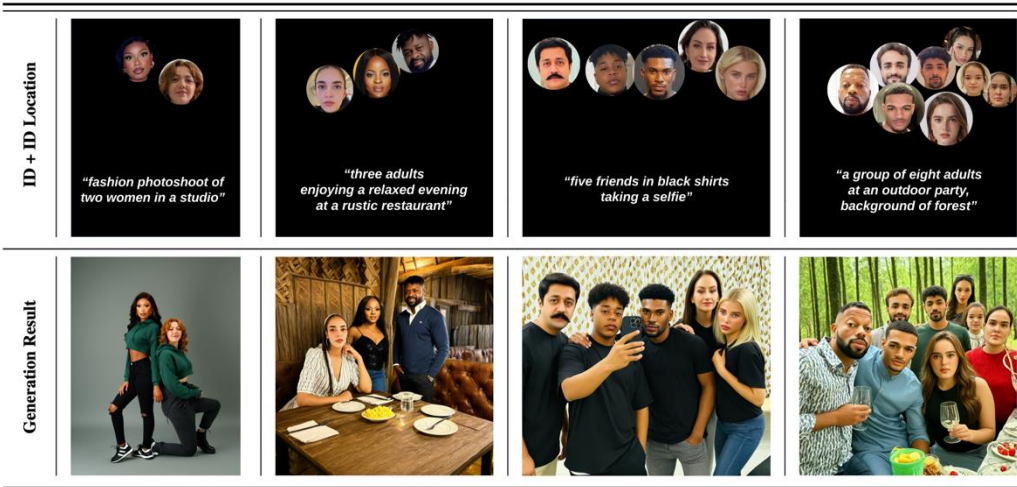 ID + ID Location
“fashion photoshoot of
two women in a studio”
“three adults
enjoying a relaxed evening
at a rustic restaurant”
“five friends in black shirts
taking a selfie”
“a group of eight adults
at an outdoor party,
background of forest”
Generation Result